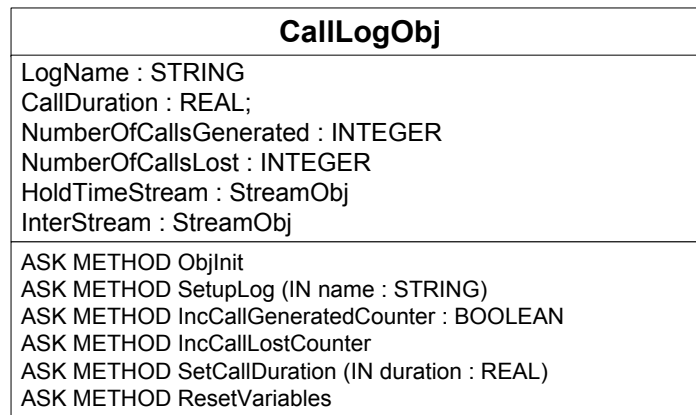 CallLogObj
LogName : STRING
CallDuration : REAL;
NumberOfCallsGenerated : INTEGER
NumberOfCallsLost : INTEGER
HoldTimeStream : StreamObj
InterStream : StreamObj
ASK METHOD ObjInit
ASK METHOD SetupLog (IN name : STRING)
ASK METHOD IncCallGeneratedCounter : BOOLEAN
ASK METHOD IncCallLostCounter
ASK METHOD SetCallDuration (IN duration : REAL)
ASK METHOD ResetVariables